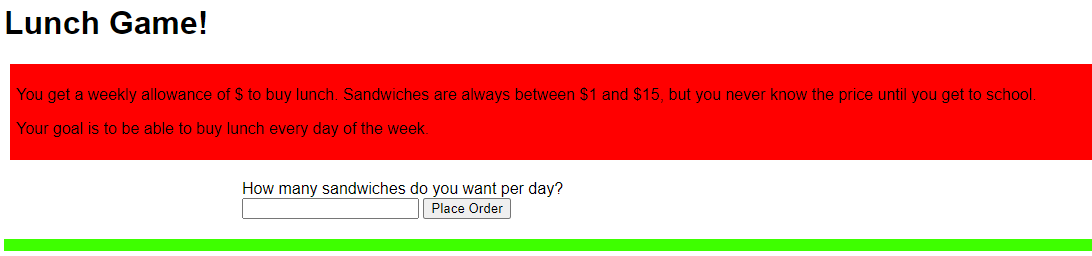 Lunch Game!
You get a weekly allowance of $ to buy lunch. Sandwiches are always between $1 and $15, but you never know the price until you get to school.
Your goal is to be able to buy lunch every day of the week.
How many sandwiches do you want per day?
Place Order